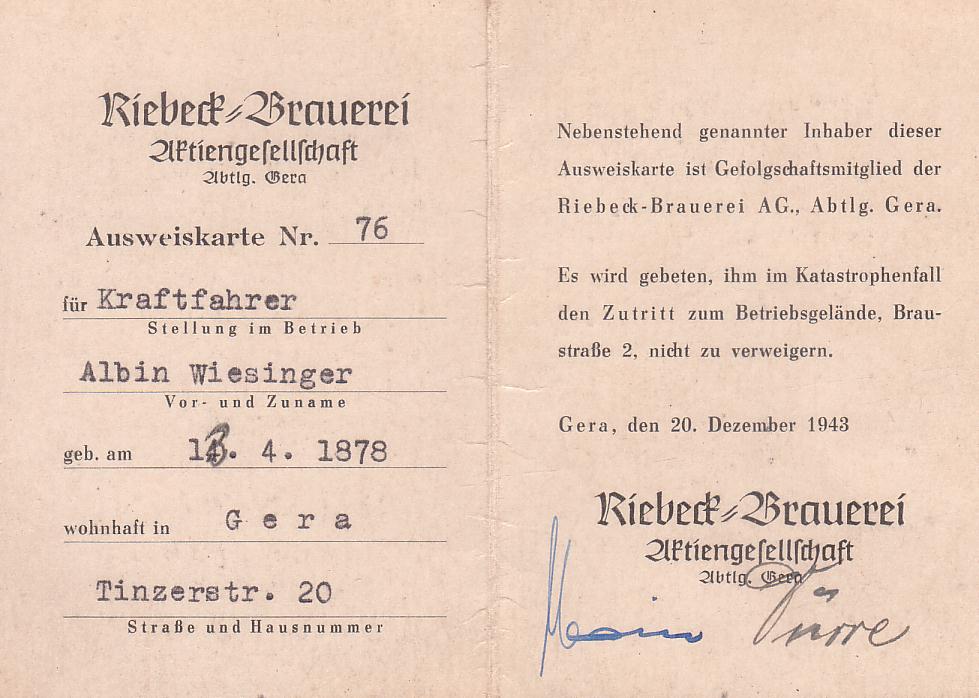 Riebeck-Brauerei
Aktiengesellschaft
Abtlg. Gera
Ausweiskarte Nr. 76
für Kraftfahrer
Stellung im Betrieb
Albin Wiesinger
Vor- und Zuname
geb. am 13. 4. 1878
wohnhaft in Gera
Tinzerstr. 20
Straße und Hausnummer
Nebenstehend genannter Inhaber dieser
Ausweiskarte ist Gefolgschaftsmitglied der
Riebeck-Brauerei AG., Abtlg. Gera.
Es wird gebeten, ihm im Katastrophenfall
den Zutritt zum Betriebsgelände, Brau-
straße 2, nicht zu verweigern.
Gera, den 20. Dezember 1943
Riebeck-Brauerei
Aktiengesellschaft
Abtlg. Gera